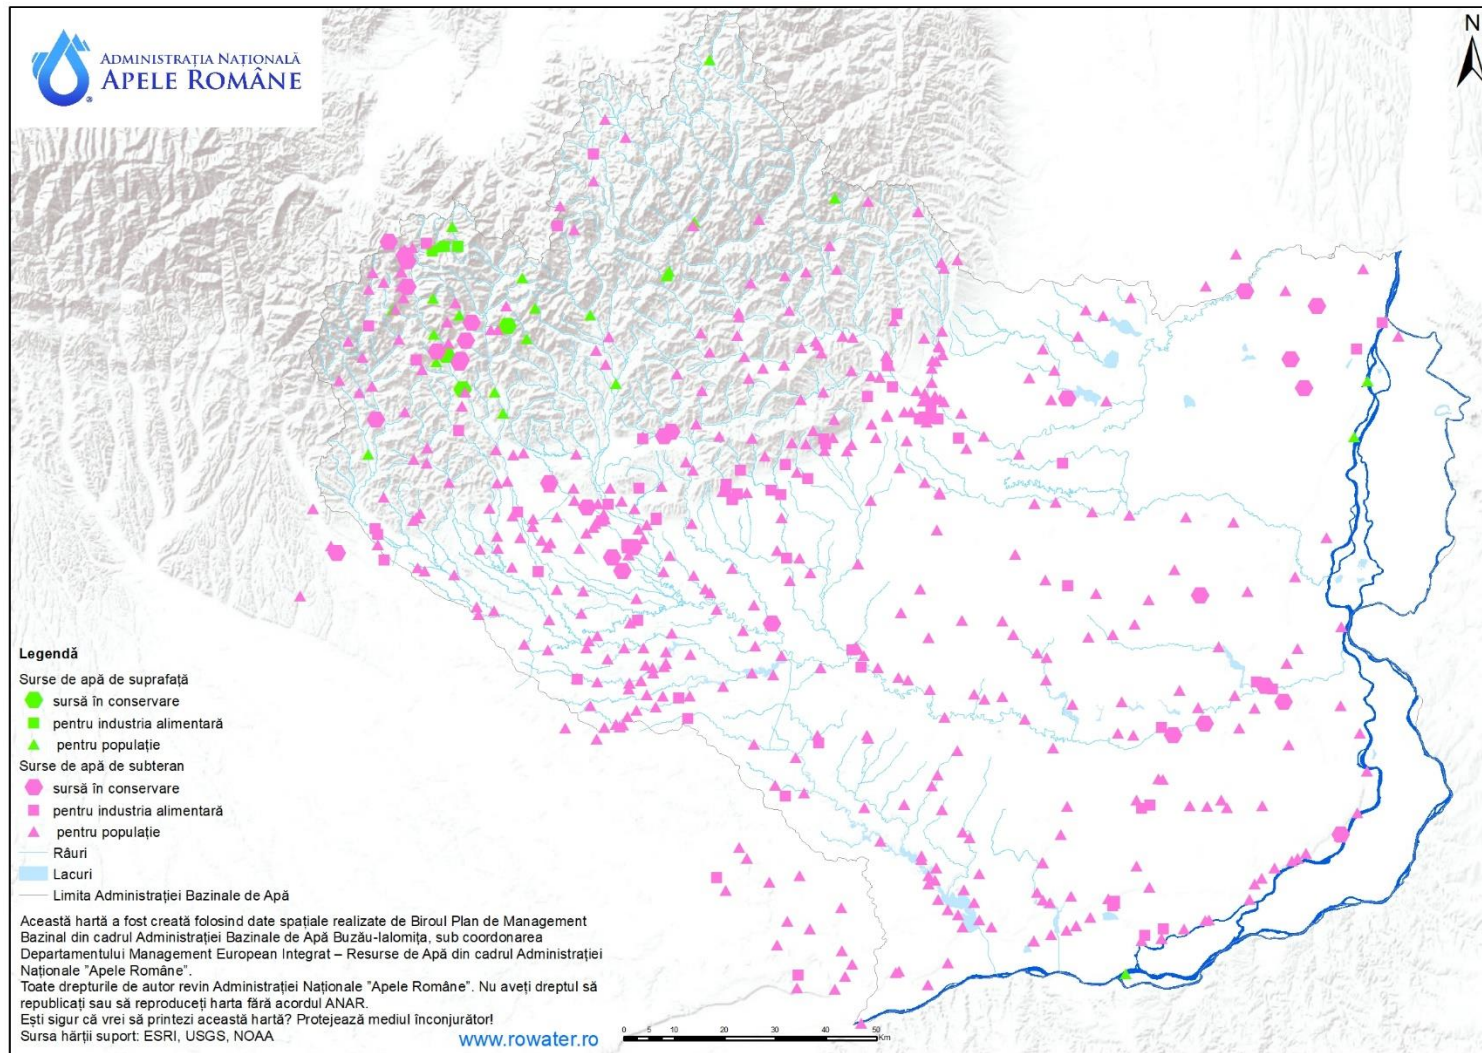 ADMINISTRAȚIA NAȚIONALĂ
APELE ROMÂNE
N
Legendă
Surse de apă de suprafață
sursă în conservare
pentru industria alimentară
pentru populație
Surse de apă de subteran
sursă în conservare
pentru industria alimentară
pentru populație
Râuri
Lacuri
Limita Administrației Bazinale de Apă
Această hartă a fost creată folosind date spațiale realizate de Biroul Plan de Management
Bazinal din cadrul Administrației Bazinale de Apă Buzău-Ialomița, sub coordonarea
Departamentului Management European Integrat – Resurse de Apă din cadrul Administrației
Naționale "Apele Române".
Toate drepturile de autor revin Administrației Naționale "Apele Române". Nu aveți dreptul să
republicați sau să reproduceți harta fără acordul ANAR.
Ești sigur că vrei să printezi această hartă? Protejează mediul înconjurător!
Sursa hărții suport: ESRI, USGS, NOAA
www.rowater.ro
0 5 10 20 30 40 50
Km